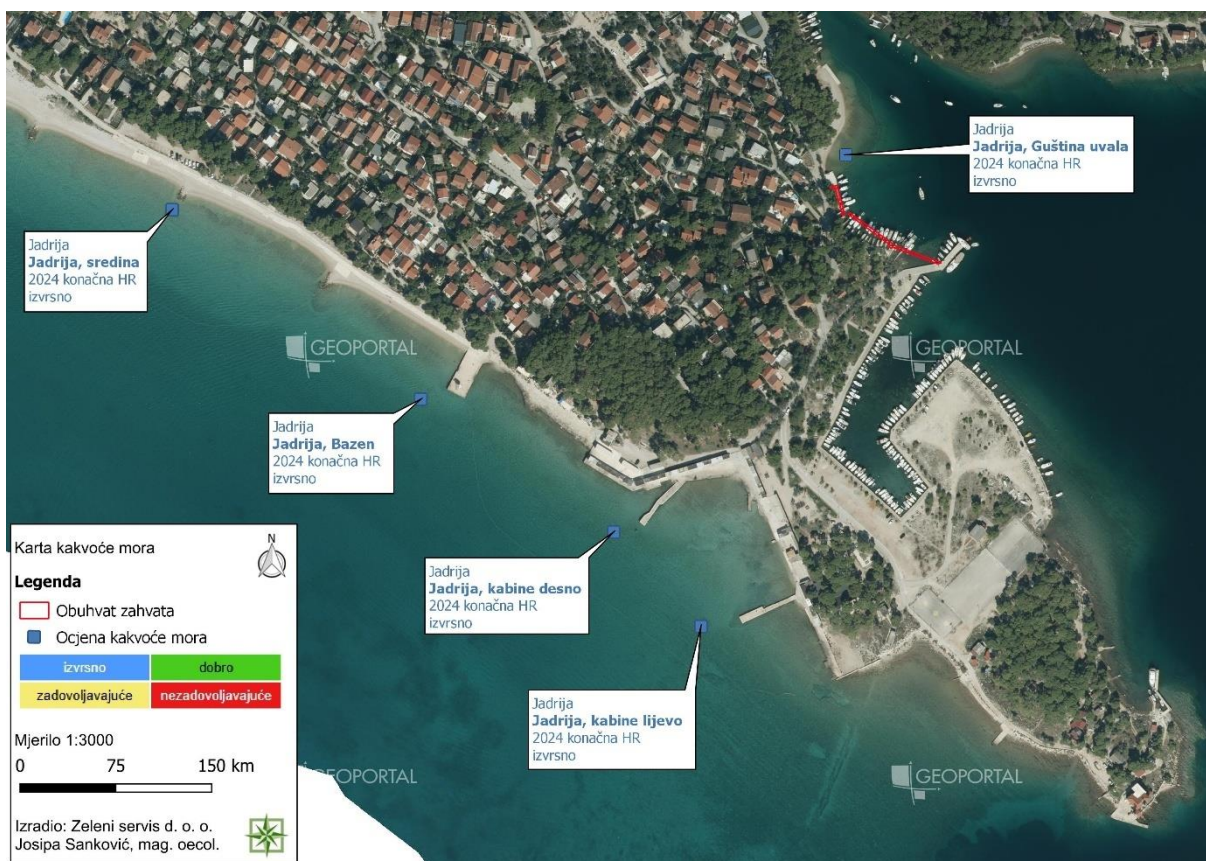 Jadrija
Jadrija, Guština uvala
2024 konačna HR
izvrsno
Jadrija
Jadrija, sredina
2024 konačna HR
izvrsno
GEOPORTAL
GEOPORTAL
Jadrija
Jadrija, Bazen
2024 konačna HR
izvrsno
Jadrija
Jadrija, kabine desno
2024 konačna HR
izvrsno
Jadrija
Jadrija, kabine lijevo
2024 konačna HR
izvrsno
Karta kakvoće mora
N
Legenda
Obuhvat zahvata
Ocjena kakvoće mora
izvrsno dobro
zadovoljavajuće nezadovoljavajuće
Mjerilo 1:3000
0 75 150 km
GEOPORTAL
GEOPORTAL
Izradio: Zeleni servis d. o. o.
Josipa Sanković, mag. oecol.